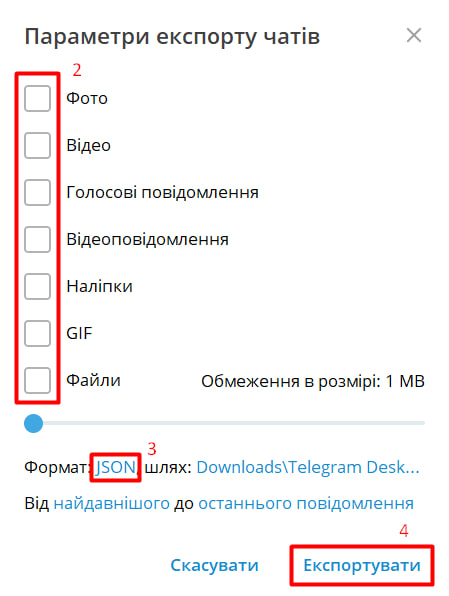 Параметри експорту чатів
2
Фото
Відео
Голосові повідомлення
Відеоповідомлення
Наліпки
GIF
Файли Обмеження в розмірі: 1 MB
3
Формат: JSON, шлях: Downloads\Telegram Desk...
Від найдавнішого до останнього повідомлення
4
Скасувати Експортувати